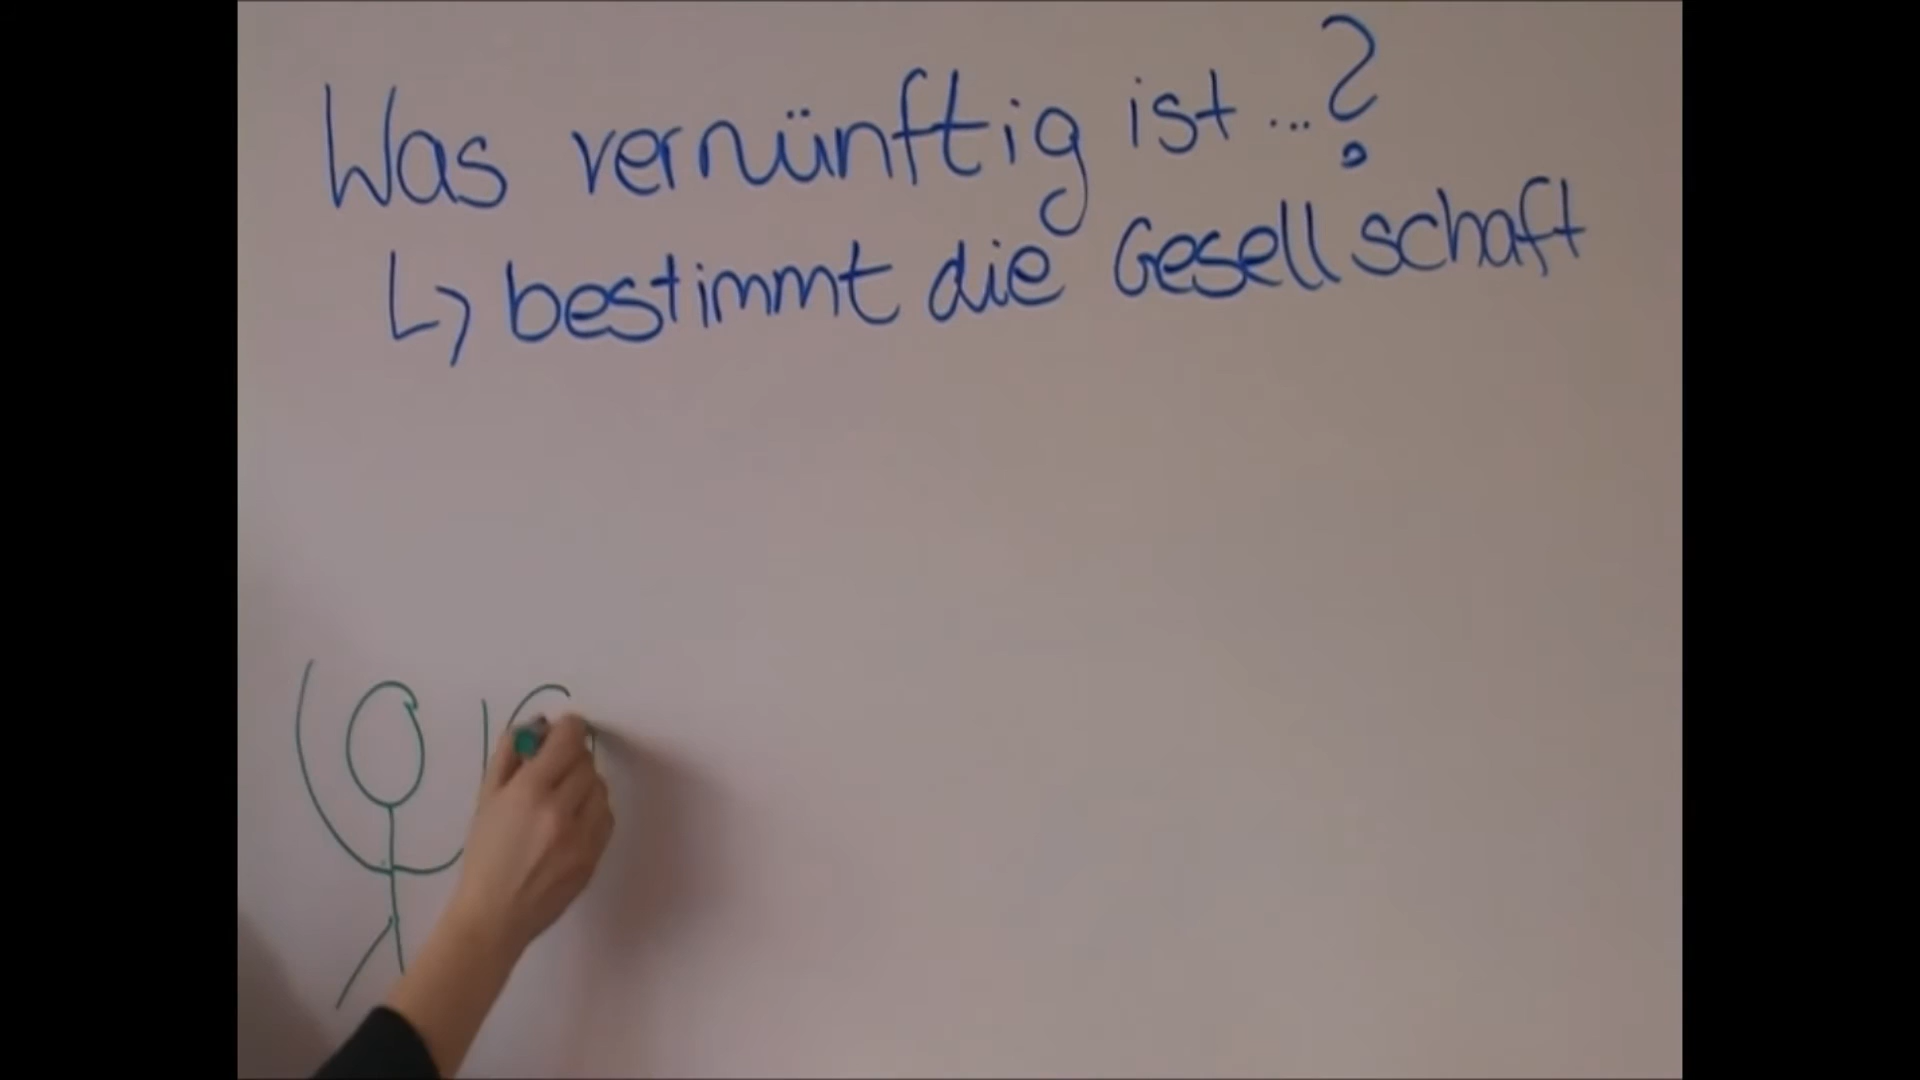 Was vernünftig ist...?
↳ bestimmt die Gesellschaft